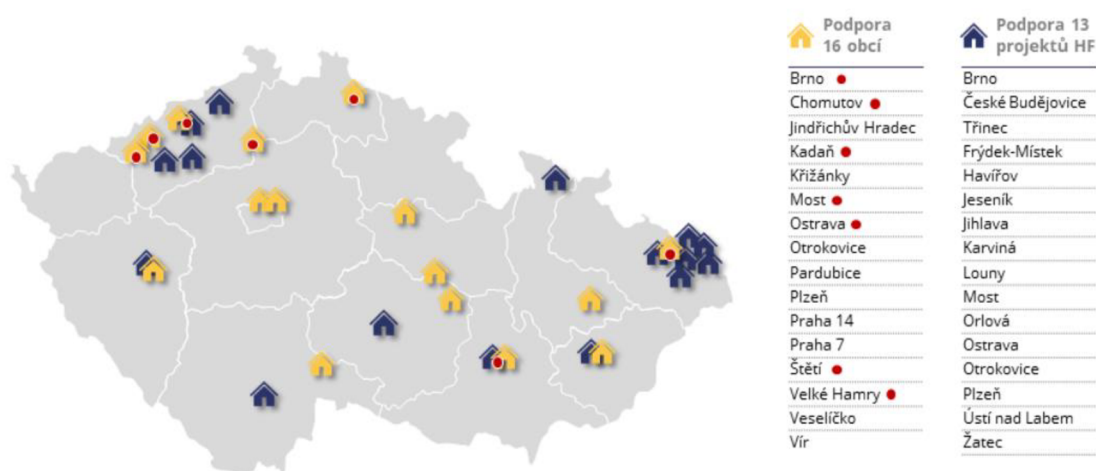 Podpora
16 obcí
Brno
Chomutov
Jindřichův Hradec
Kadaň
Křižánky
Most
Ostrava
Otrokovice
Pardubice
Plzeň
Praha 14
Praha 7
Štětí
Velké Hamry
Veselíčko
Vír
Podpora 13
projektů HF
Brno
České Budějovice
Třinec
Frýdek-Místek
Havířov
Jeseník
Jihlava
Karviná
Louny
Most
Orlová
Ostrava
Otrokovice
Plzeň
Ústí nad Labem
Žatec